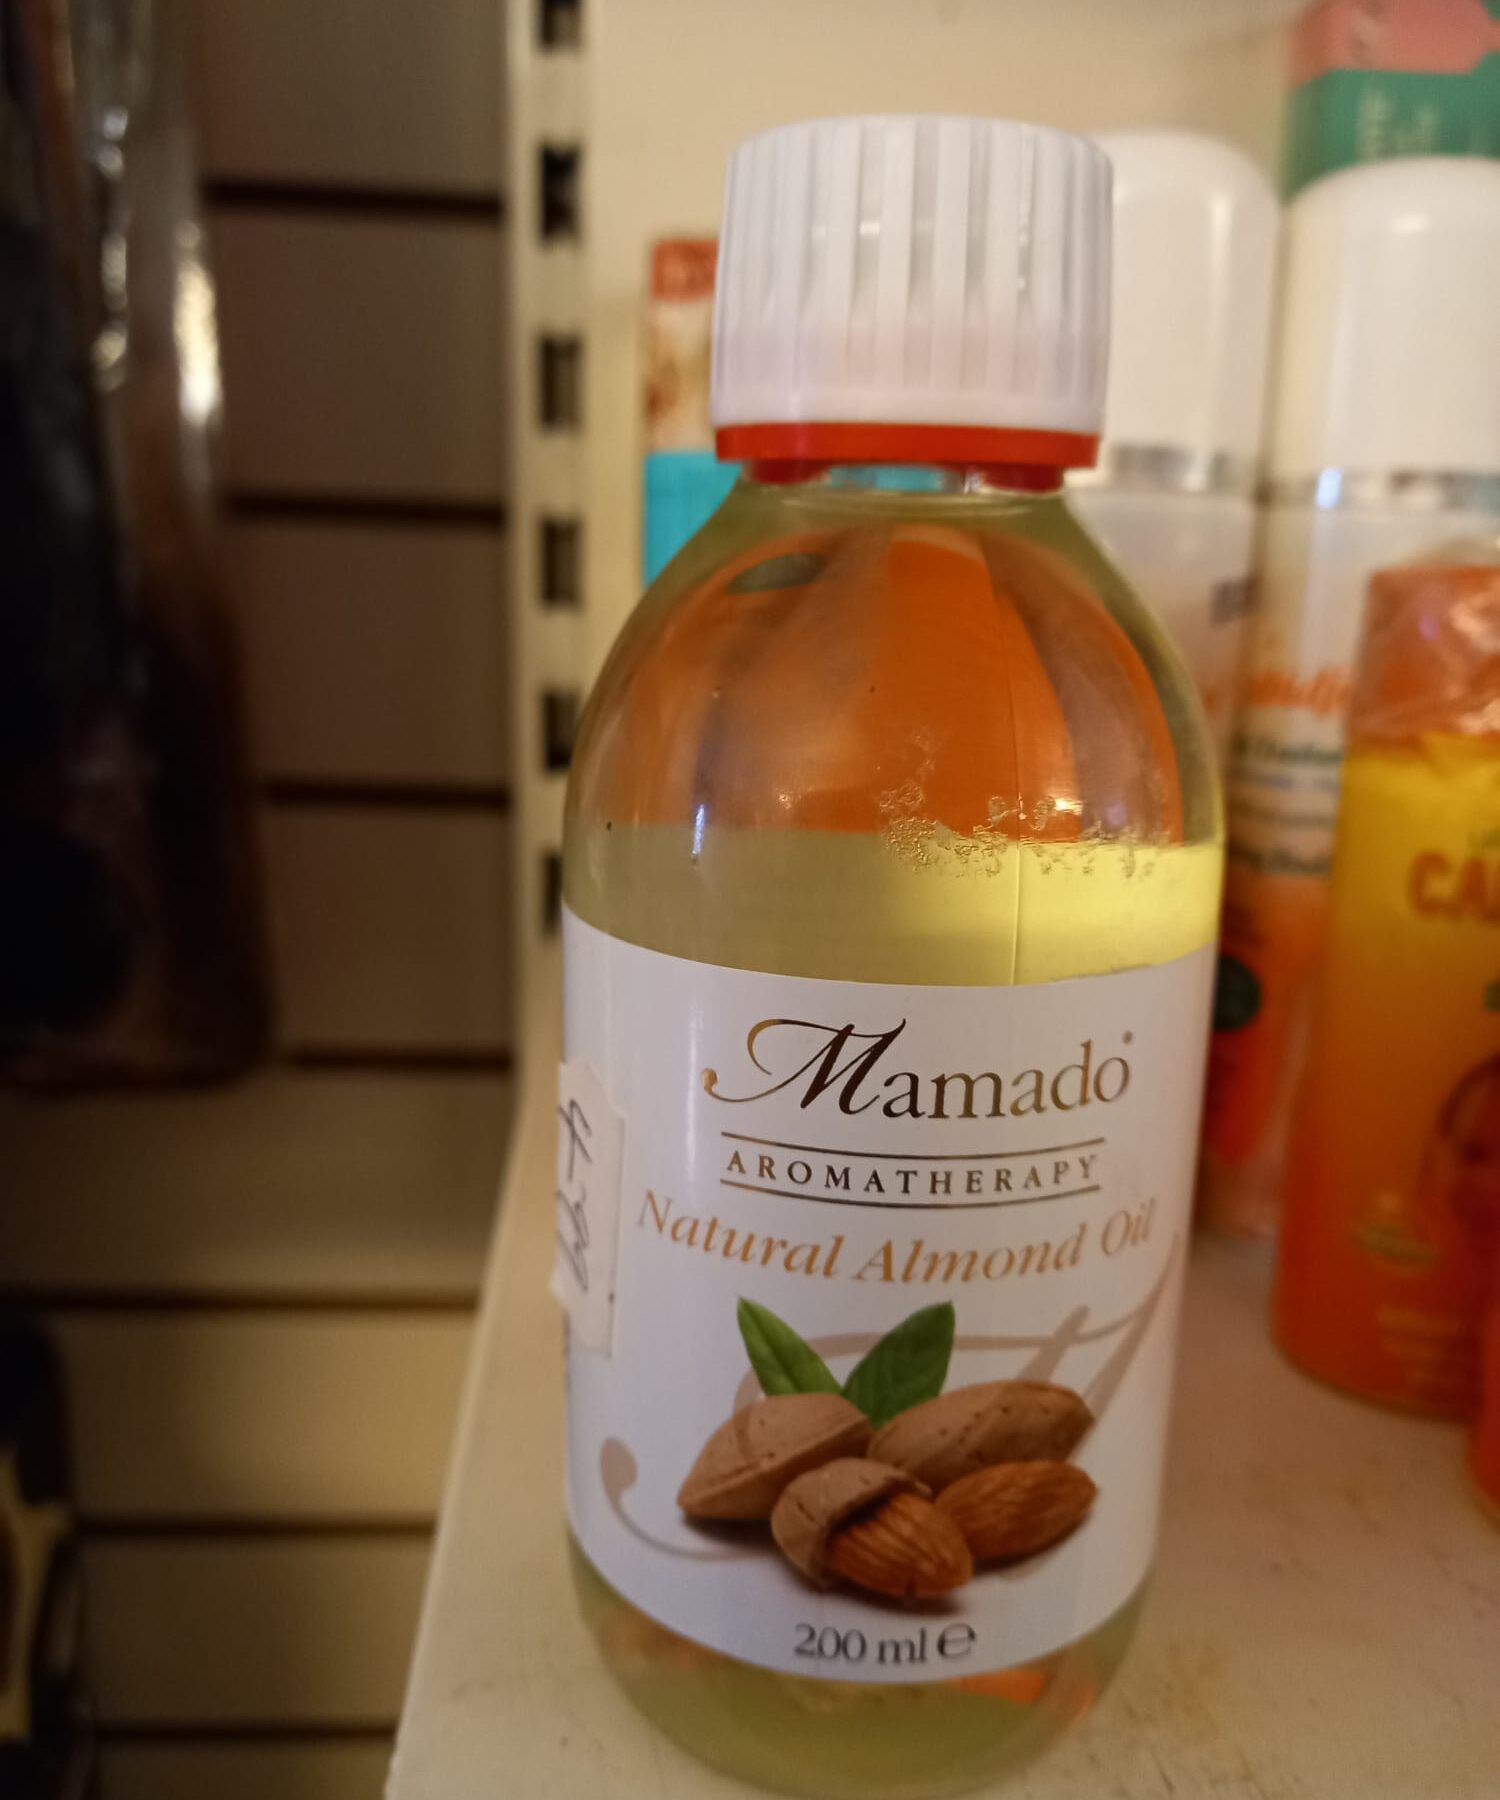 Mamado
AROMATHERAPY
Natural Almond Oil
200 ml e